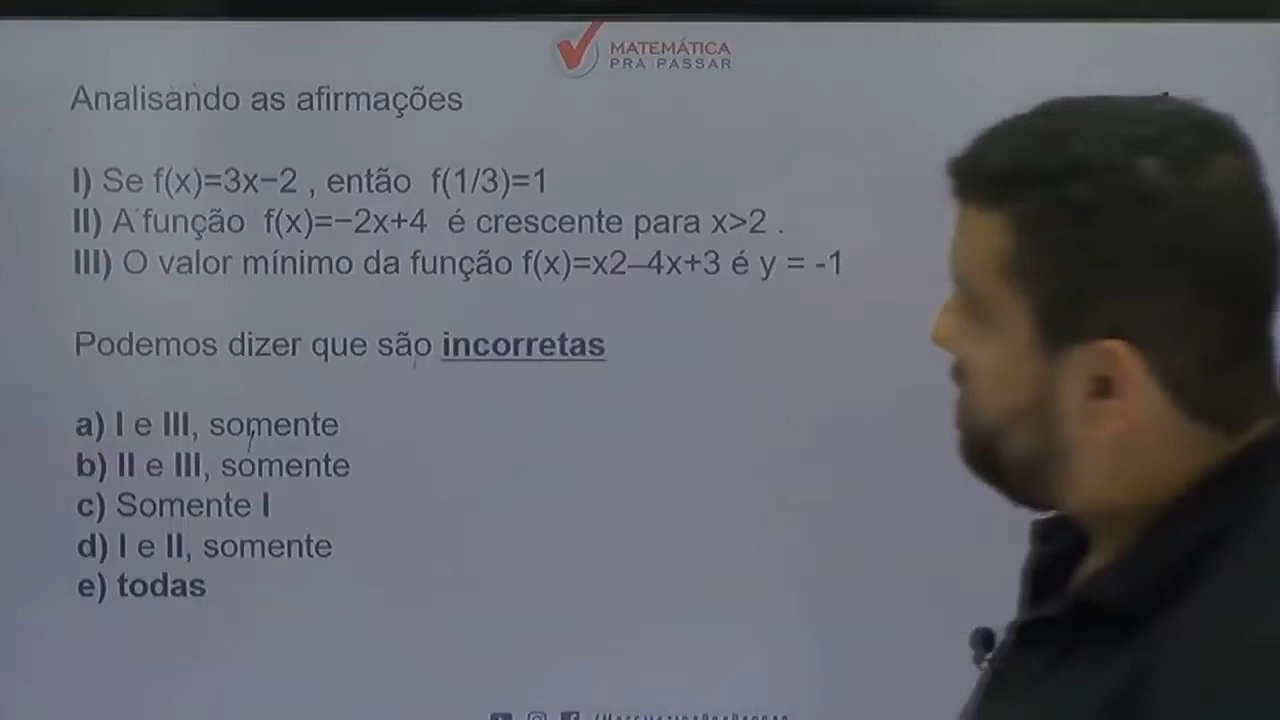 MATEMÁTICA
PRA PASSAR
Analisando as afirmações
I) Se f(x)=3x−2 , então f(1/3)=1
II) A função f(x)=−2x+4 é crescente para x>2 .
III) O valor mínimo da função f(x)=x2–4x+3 é y = -1
Podemos dizer que são incorretas
a) I e III, somente
b) II e III, somente
c) Somente I
d) I e II, somente
e) todas
/MATEMATICAPRAPASSAR